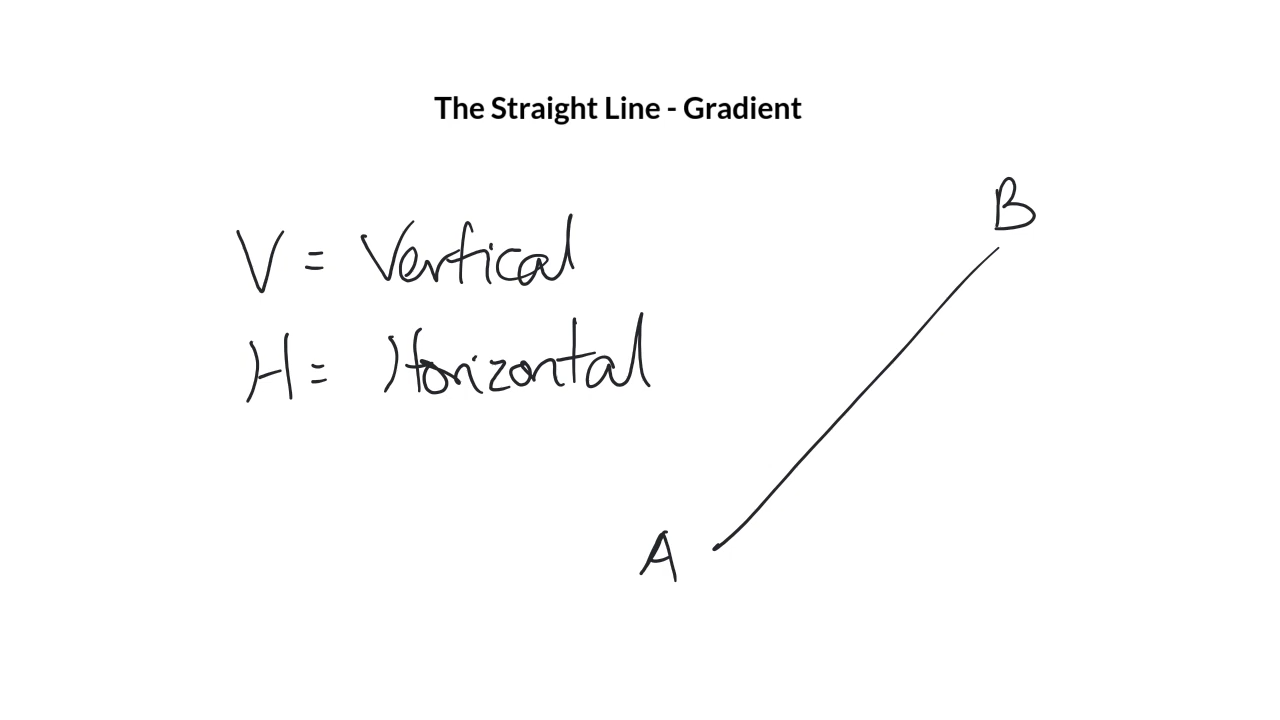 The Straight Line - Gradient
V = Vertical
H = Horizontal
B
A